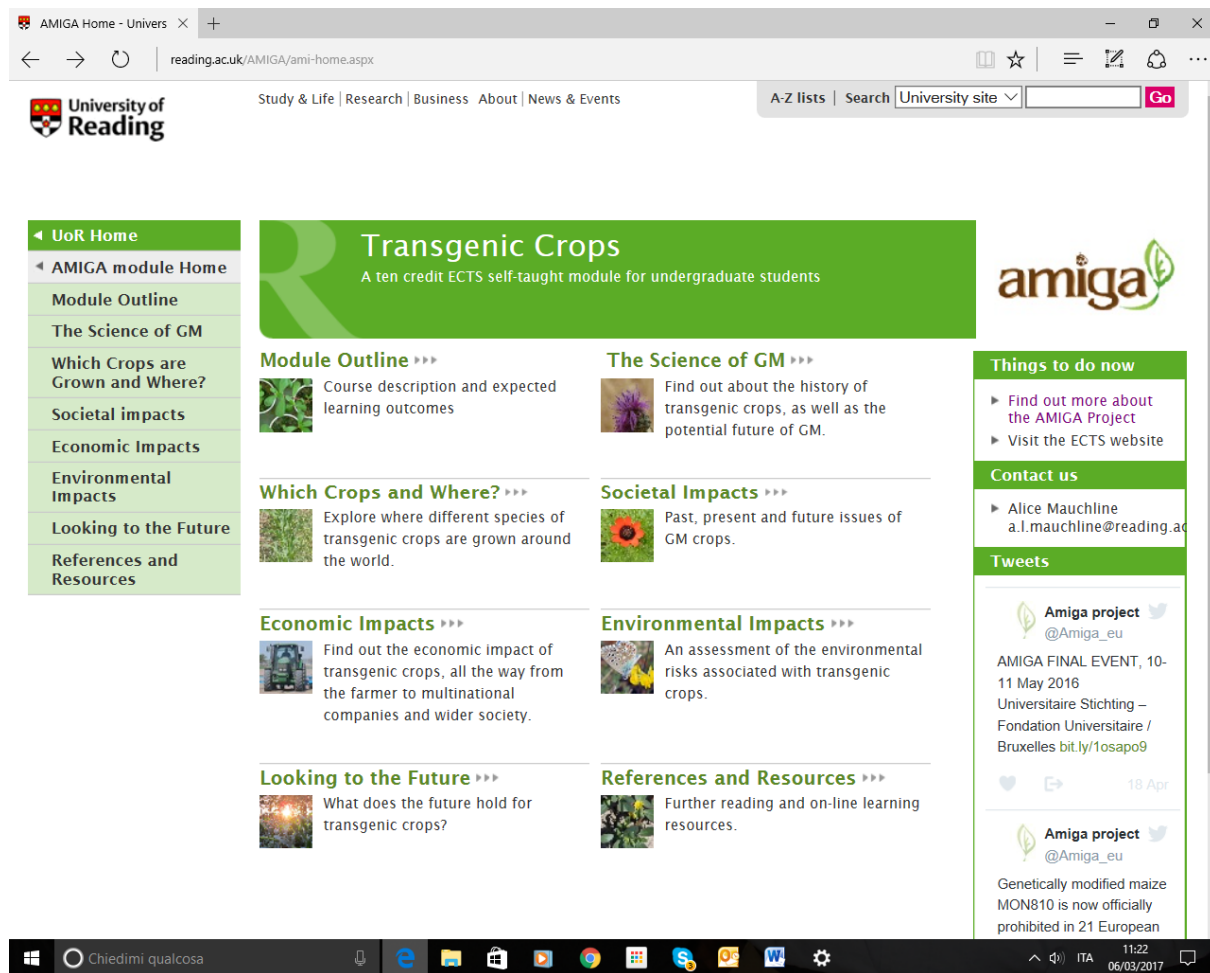 AMIGA Home - Univers
reading.ac.uk/AMIGA/ami-home.aspx
University of
Reading
Study & Life | Research | Business About | News & Events
A-Z lists | Search University site Go
UoR Home
AMIGA module Home
Module Outline
The Science of GM
Which Crops are
Grown and Where?
Societal impacts
Economic Impacts
Environmental
Impacts
Looking to the Future
References and
Resources
Transgenic Crops
A ten credit ECTS self-taught module for undergraduate students
amiga
Module Outline
Course description and expected
learning outcomes
The Science of GM
Find out about the history of
transgenic crops, as well as the
potential future of GM.
Which Crops and Where?
Explore where different species of
transgenic crops are grown around
the world.
Societal Impacts
Past, present and future issues of
GM crops.
Economic Impacts
Find out the economic impact of
transgenic crops, all the way from
the farmer to multinational
companies and wider society.
Environmental Impacts
An assessment of the environmental
risks associated with transgenic
crops.
Looking to the Future
What does the future hold for
transgenic crops?
References and Resources
Further reading and on-line learning
resources.
Things to do now
Find out more about
the AMIGA Project
Visit the ECTS website
Contact us
Alice Mauchline
a.l.mauchline@reading.ac
Tweets
Amiga project
@Amiga_eu
AMIGA FINAL EVENT, 10-
11 May 2016
Universitaire Stichting –
Fondation Universitaire /
Bruxelles bit.ly/1osapo9
18 Apr
Amiga project
@Amiga_eu
Genetically modified maize
MON810 is now officially
prohibited in 21 European
Chiedimi qualcosa
ITA
11:22
06/03/2017